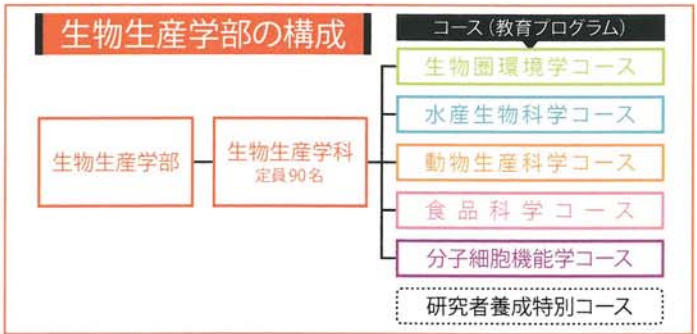 生物生産学部の構成
コース(教育プログラム)
生物生産学部
生物生産学科
定員90名
生物圏環境学コース
水産生物科学コース
動物生産科学コース
食品科学コース
分子細胞機能学コース
研究者養成特別コース